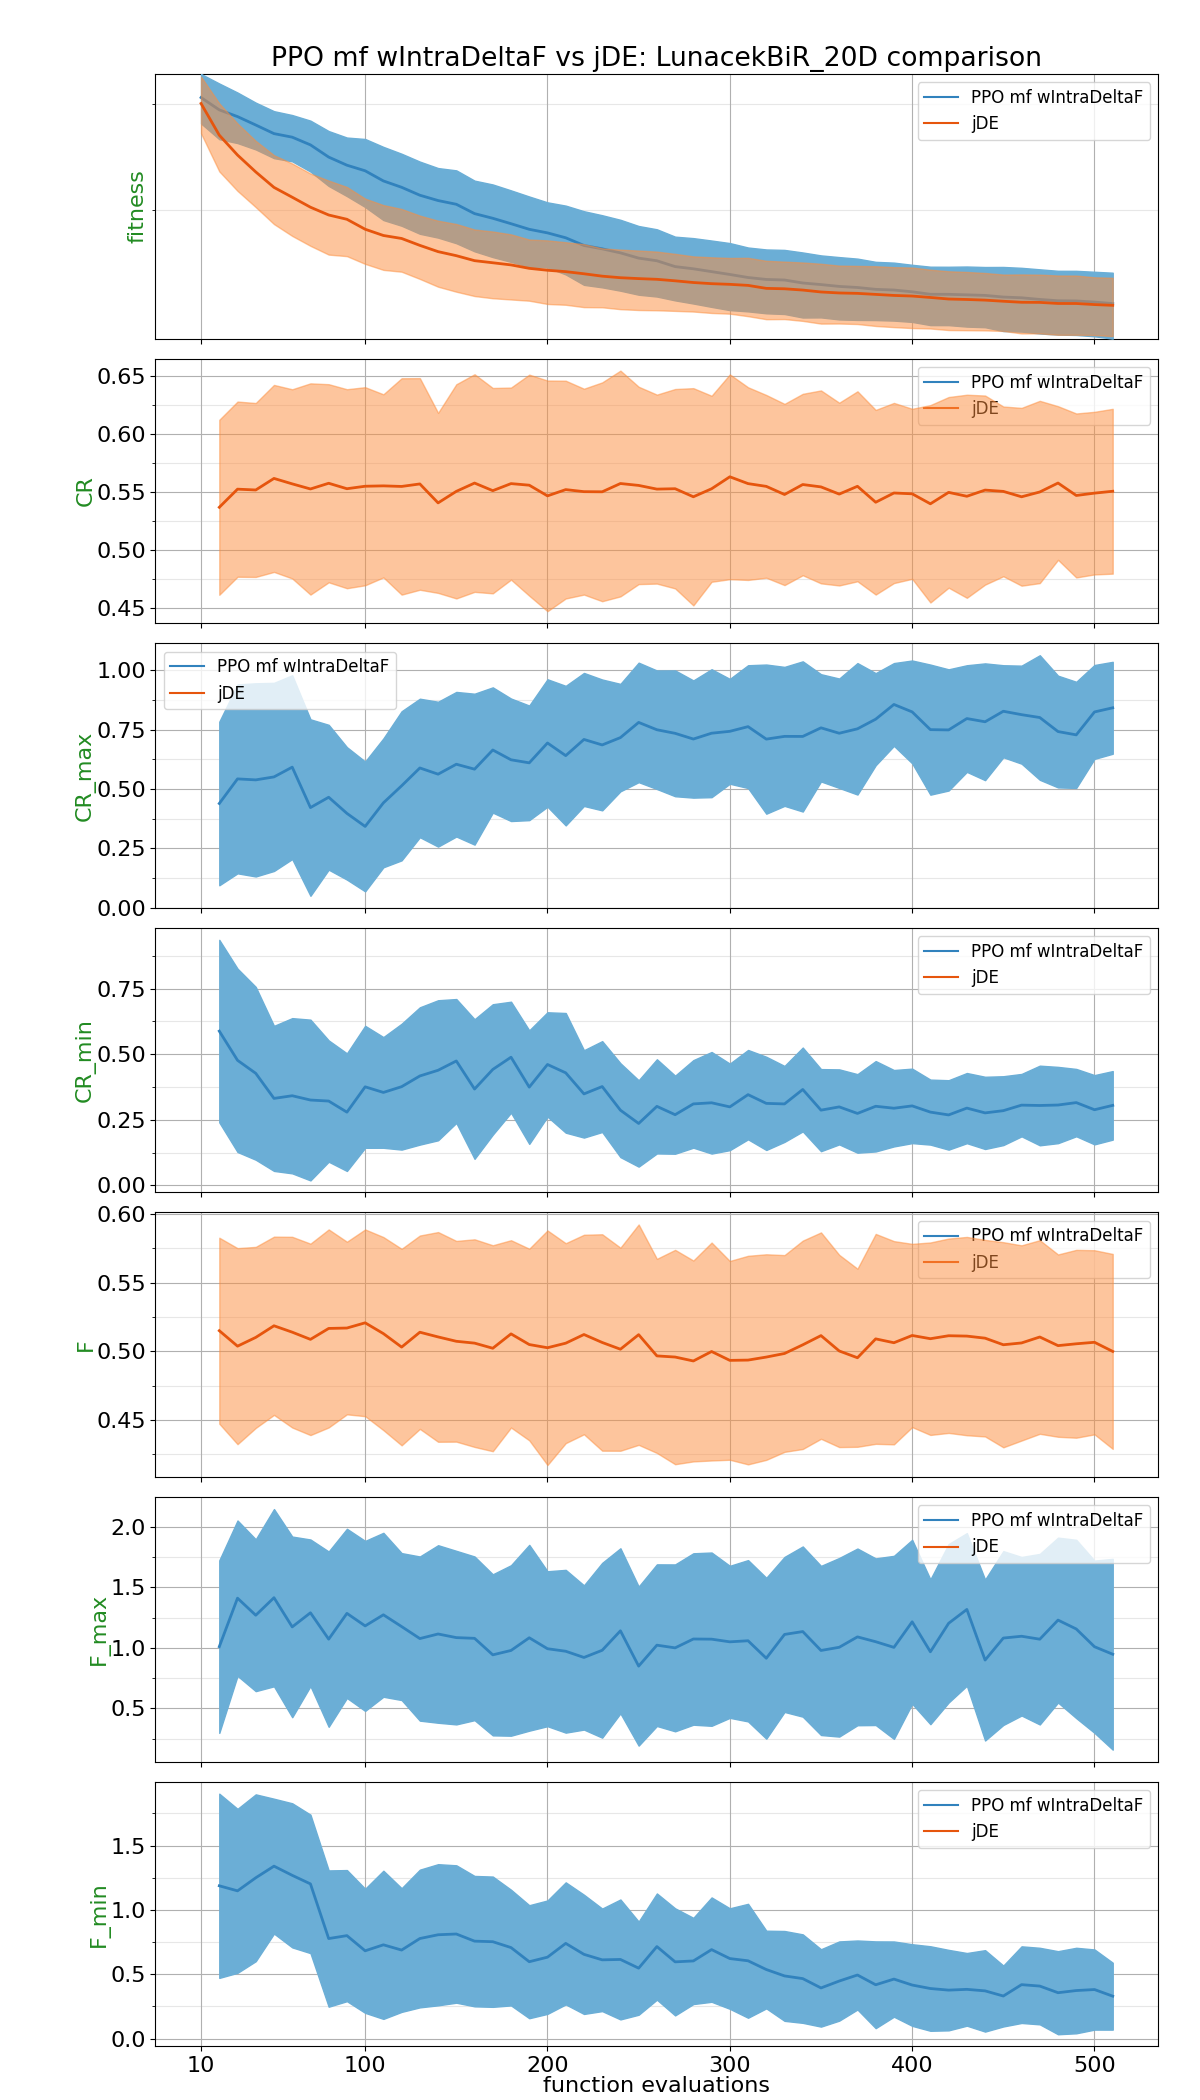 PPO mf wIntraDeltaF vs jDE: LunacekBiR_20D comparison
fitness
PPO mf wIntraDeltaF
jDE
CR
0.65
0.60
0.55
0.50
0.45
PPO mf wIntraDeltaF
jDE
CR_max
1.00
0.75
0.50
0.25
0.00
PPO mf wIntraDeltaF
jDE
CR_min
0.75
0.50
0.25
0.00
PPO mf wIntraDeltaF
jDE
F
0.60
0.55
0.50
0.45
PPO mf wIntraDeltaF
jDE
F_max
2.0
1.5
1.0
0.5
PPO mf wIntraDeltaF
jDE
F_min
1.5
1.0
0.5
0.0
PPO mf wIntraDeltaF
jDE
10 100 200 300 400 500
function evaluations